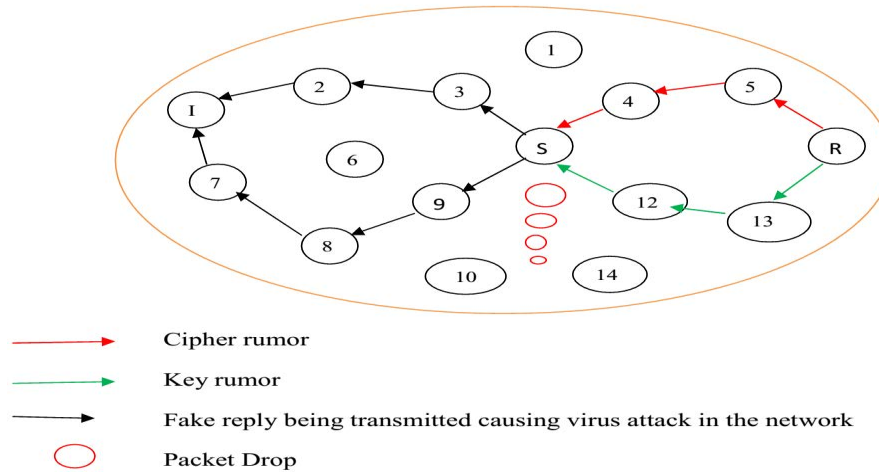 1
2
3
4
5
I
S
R
6
7
9
12
13
8
10
14
Cipher rumor
Key rumor
Fake reply being transmitted causing virus attack in the network
Packet Drop